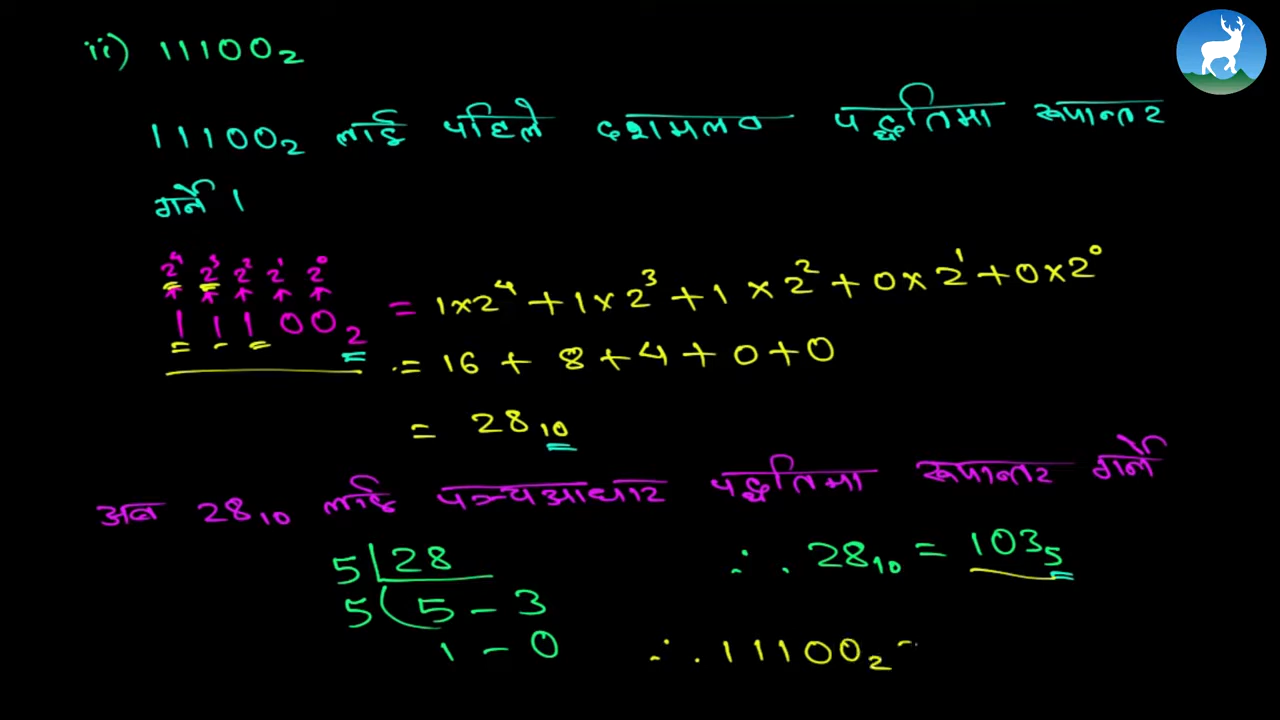 ii) 11100₂
11100₂ लाई पहिले दशमलव पद्धतिमा रूपान्तर
गर्ने ।
2⁴ 2³ 2² 2¹ 2⁰
11100₂ = 1×2⁴ + 1×2³ + 1×2² + 0×2¹ + 0×2⁰
= 16 + 8 + 4 + 0 + 0
= 28₁₀
अब 28₁₀ लाई पञ्चआधार पद्धतिमा रूपान्तर गर्ने
5 | 28 ∴ 28₁₀ = 103₅
5 ( 5 - 3
1 - 0 ∴ 11100₂ -